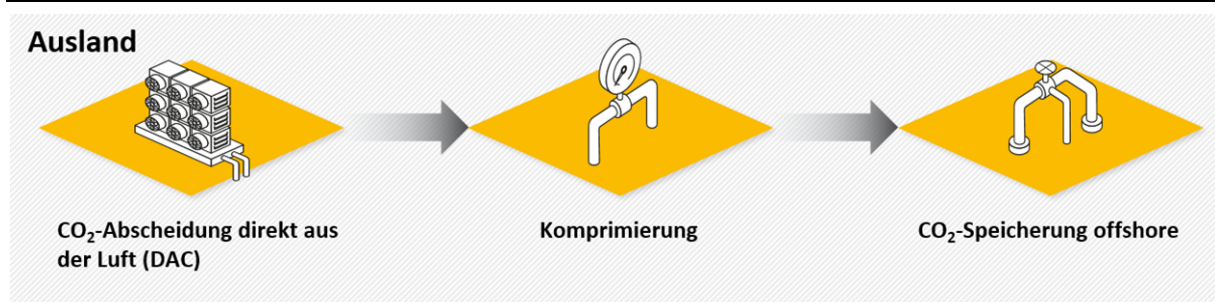 Ausland
CO₂-Abscheidung direkt aus
der Luft (DAC)
Komprimierung
CO₂-Speicherung offshore